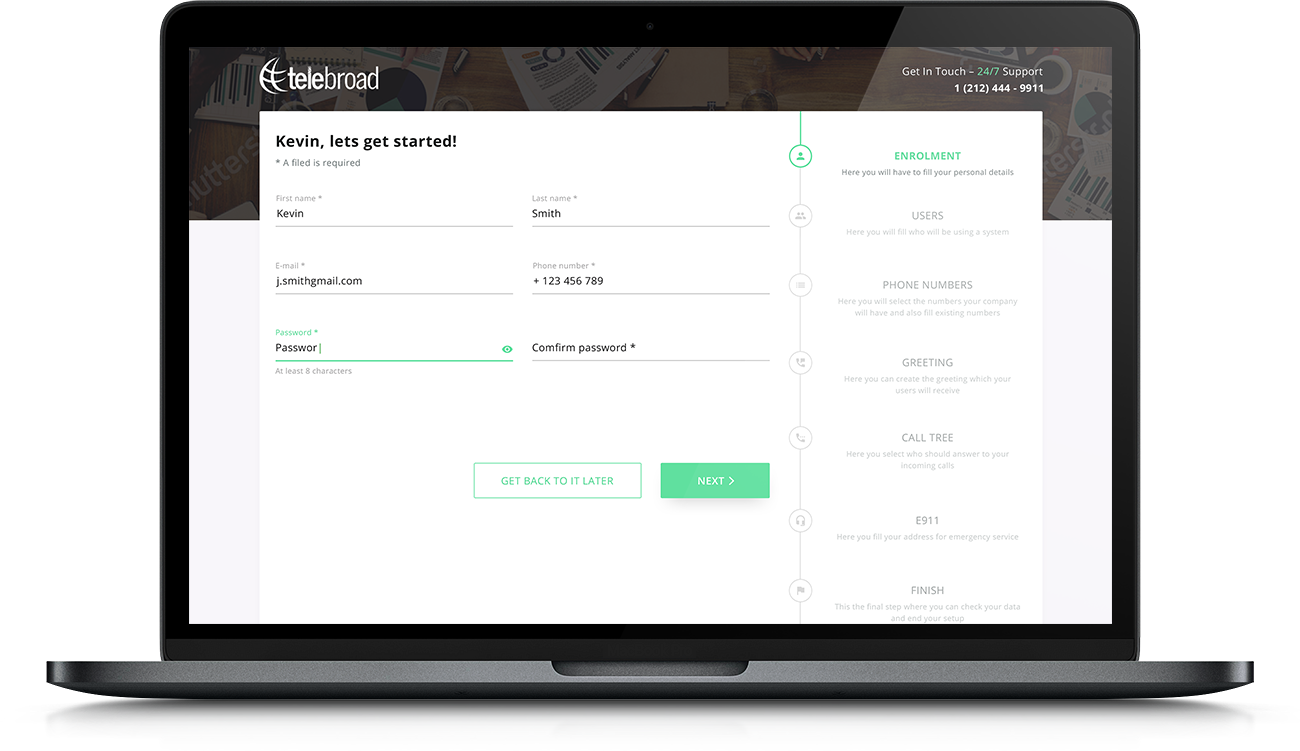 telebroad
Get In Touch – 24/7 Support
1 (212) 444 - 9911
Kevin, lets get started!
* A filed is required
First name *
Kevin
Last name *
Smith
E-mail *
j.smithgmail.com
Phone number *
+ 123 456 789
Password *
Passwor
At least 8 characters
Comfirm password *
GET BACK TO IT LATER
NEXT
ENROLMENT
Here you will have to fill your personal details
USERS
Here you will fill who will be using a system
PHONE NUMBERS
Here you will select the numbers your company
will have and also fill existing numbers
GREETING
Here you can create the greeting which your
users will receive
CALL TREE
Here you select who should answer to your
incoming calls
E911
Here you fill your address for emergency service
FINISH
This the final step where you can check your data
and end your setup